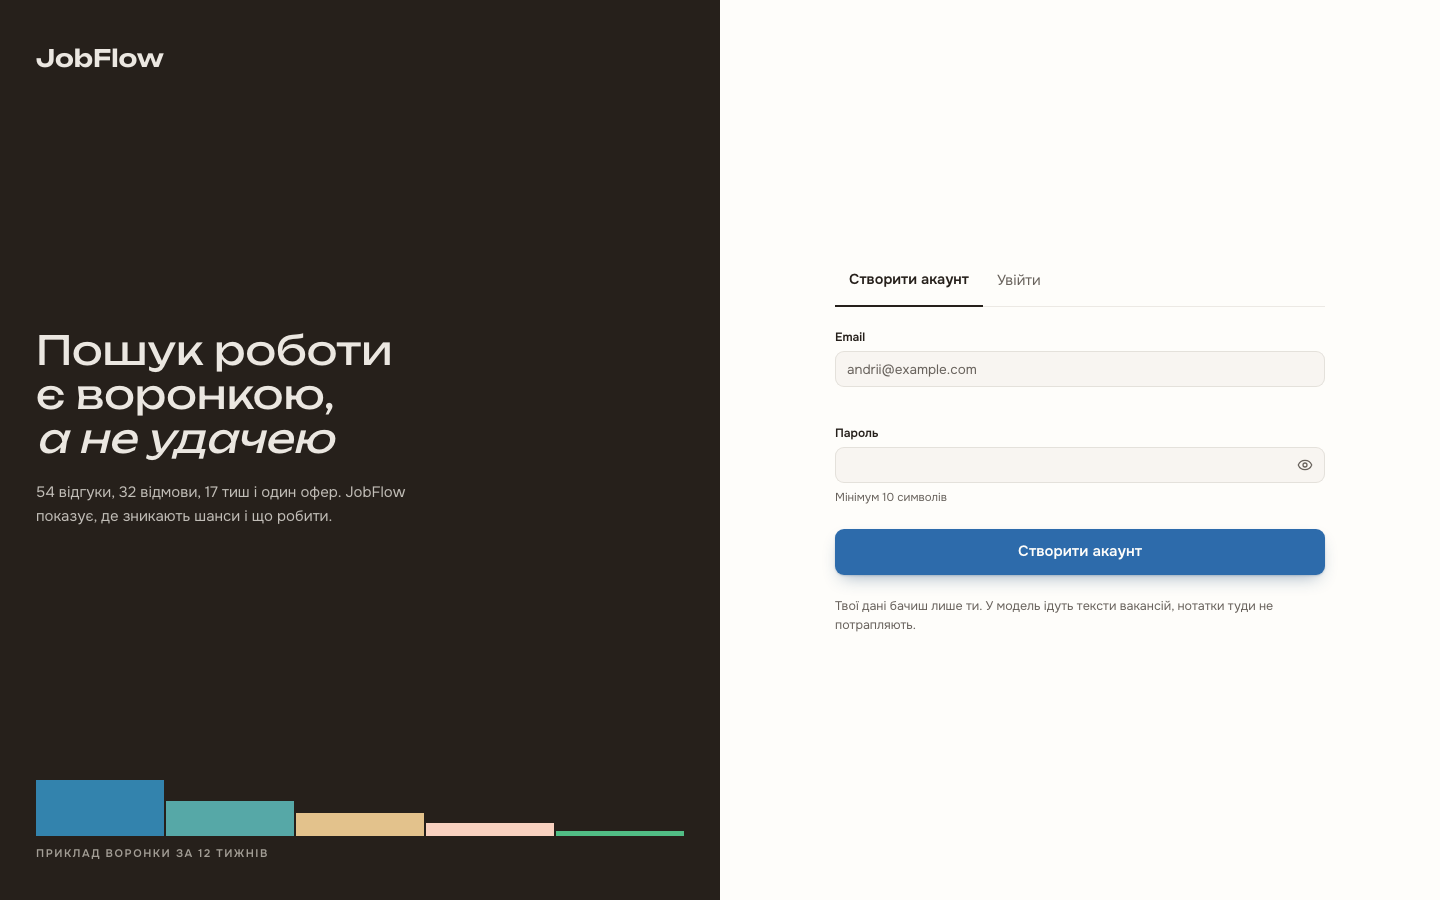 JobFlow
Пошук роботи
є воронкою,
а не удачею
54 відгуки, 32 відмови, 17 тиш і один офер. JobFlow
показує, де зникають шанси і що робити.
ПРИКЛАД ВОРОНКИ ЗА 12 ТИЖНІВ
Створити акаунт
Увійти
Email
andrii@example.com
Пароль
Мінімум 10 символів
Створити акаунт
Твої дані бачиш лише ти. У модель ідуть тексти вакансій, нотатки туди не
потрапляють.